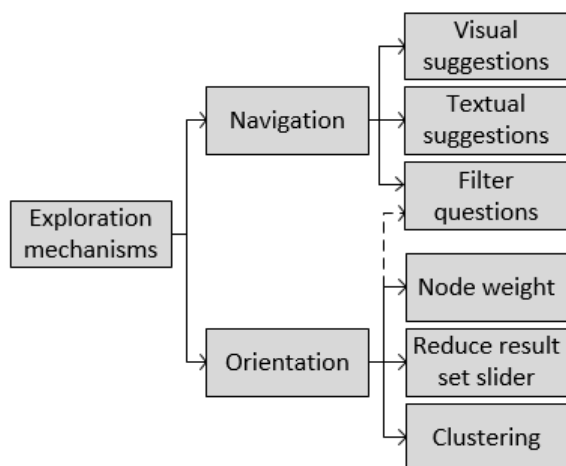 Visual
suggestions
Navigation
Textual
suggestions
Filter
questions
Exploration
mechanisms
Node weight
Orientation
Reduce result
set slider
Clustering